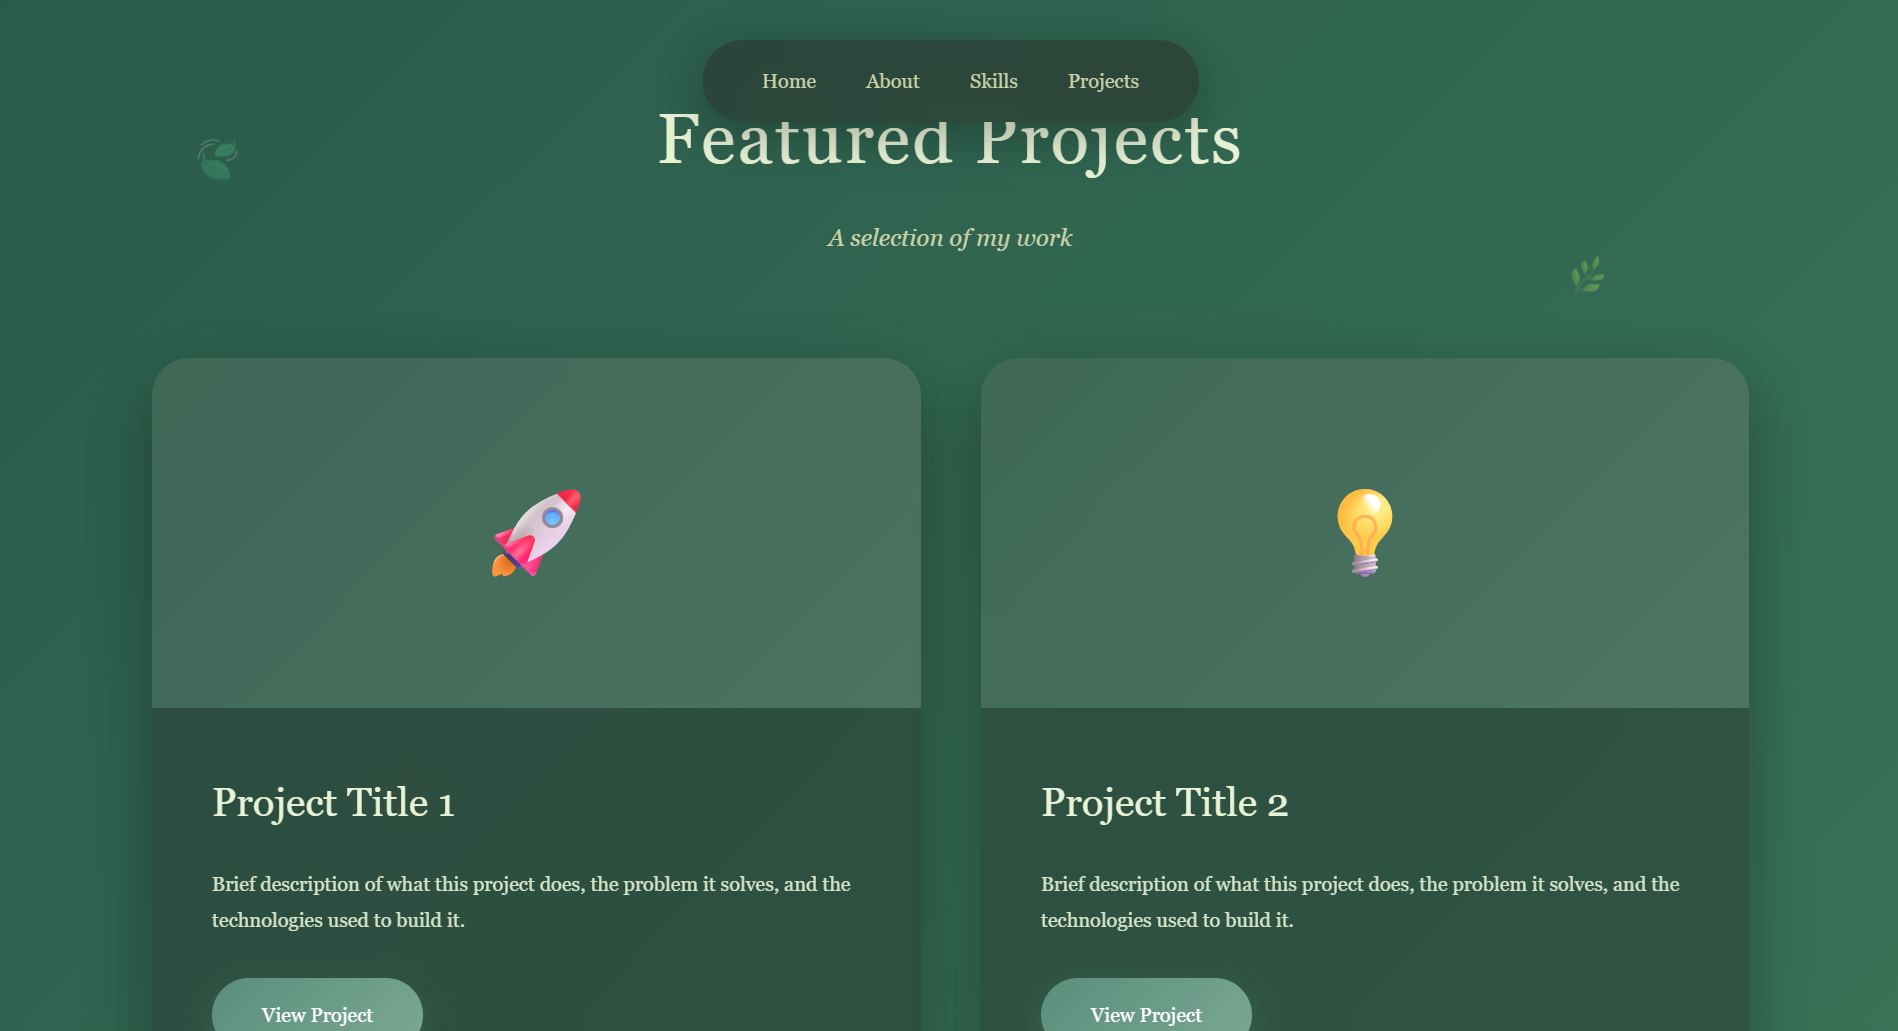 Home About Skills Projects
Featured Projects
A selection of my work
Project Title 1
Brief description of what this project does, the problem it solves, and the
technologies used to build it.
View Project
Project Title 2
Brief description of what this project does, the problem it solves, and the
technologies used to build it.
View Project